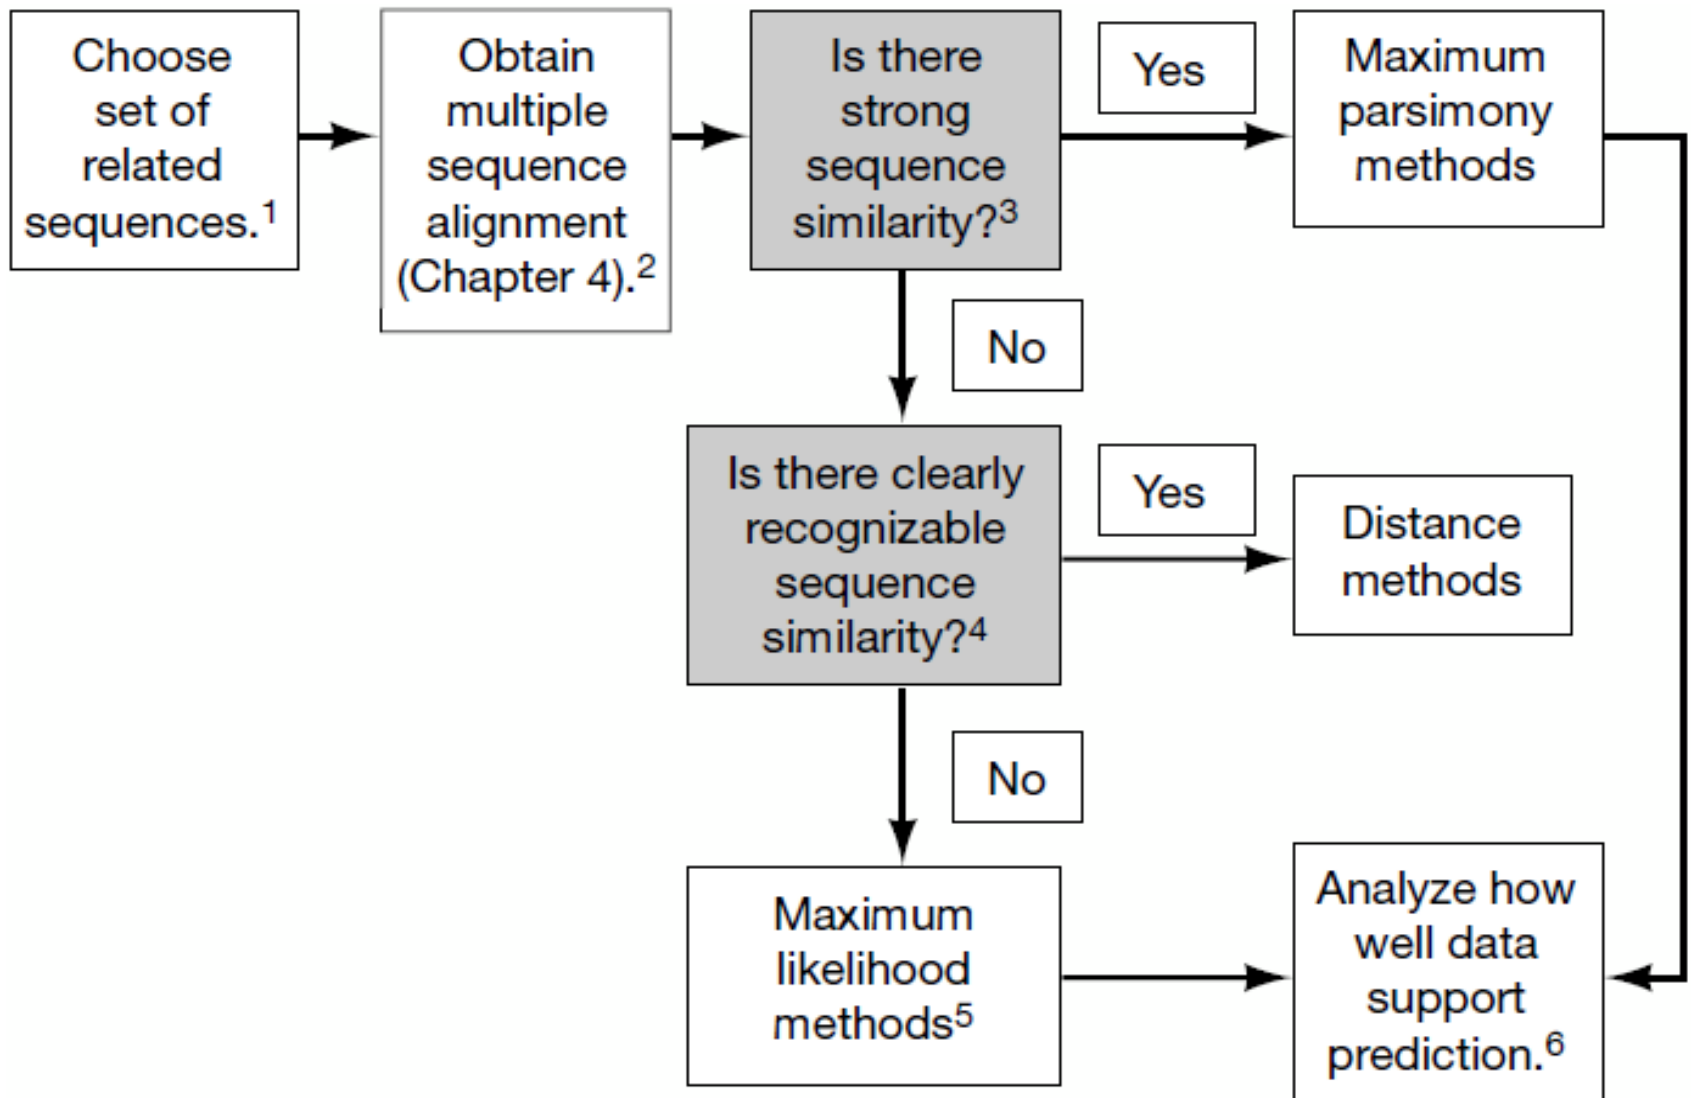 Choose
set of
related
sequences.¹
Obtain
multiple
sequence
alignment
(Chapter 4).²
Is there
strong
sequence
similarity?³
Yes
Maximum
parsimony
methods
No
Is there clearly
recognizable
sequence
similarity?⁴
Yes
Distance
methods
No
Maximum
likelihood
methods⁵
Analyze how
well data
support
prediction.⁶